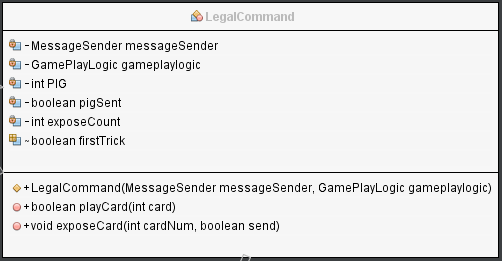 LegalCommand
- MessageSender messageSender
- GamePlayLogic gameplaylogic
- int PIG
- boolean pigSent
- int exposeCount
~ boolean firstTrick
+ LegalCommand(MessageSender messageSender, GamePlayLogic gameplaylogic)
+ boolean playCard(int card)
+ void exposeCard(int cardNum, boolean send)